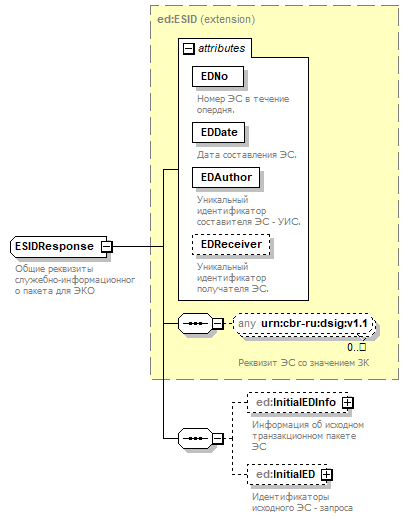 ed:ESID (extension)
attributes
EDNo
Номер ЭС в течение
опердня.
EDDate
Дата составления ЭС.
EDAuthor
Уникальный
идентификатор
составителя ЭС - УИС.
EDReceiver
Уникальный
идентификатор
получателя ЭС.
ESIDResponse
Общие реквизиты
служебно-информационног
о пакета для ЭКО
any urn:cbr-ru:dsig:v1.1
0..□
Реквизит ЭС со значением ЗК
ed:InitialEDInfo
Информация об исходном
транзакционном пакете
ЭС
ed:InitialED
Идентификаторы
исходного ЭС - запроса